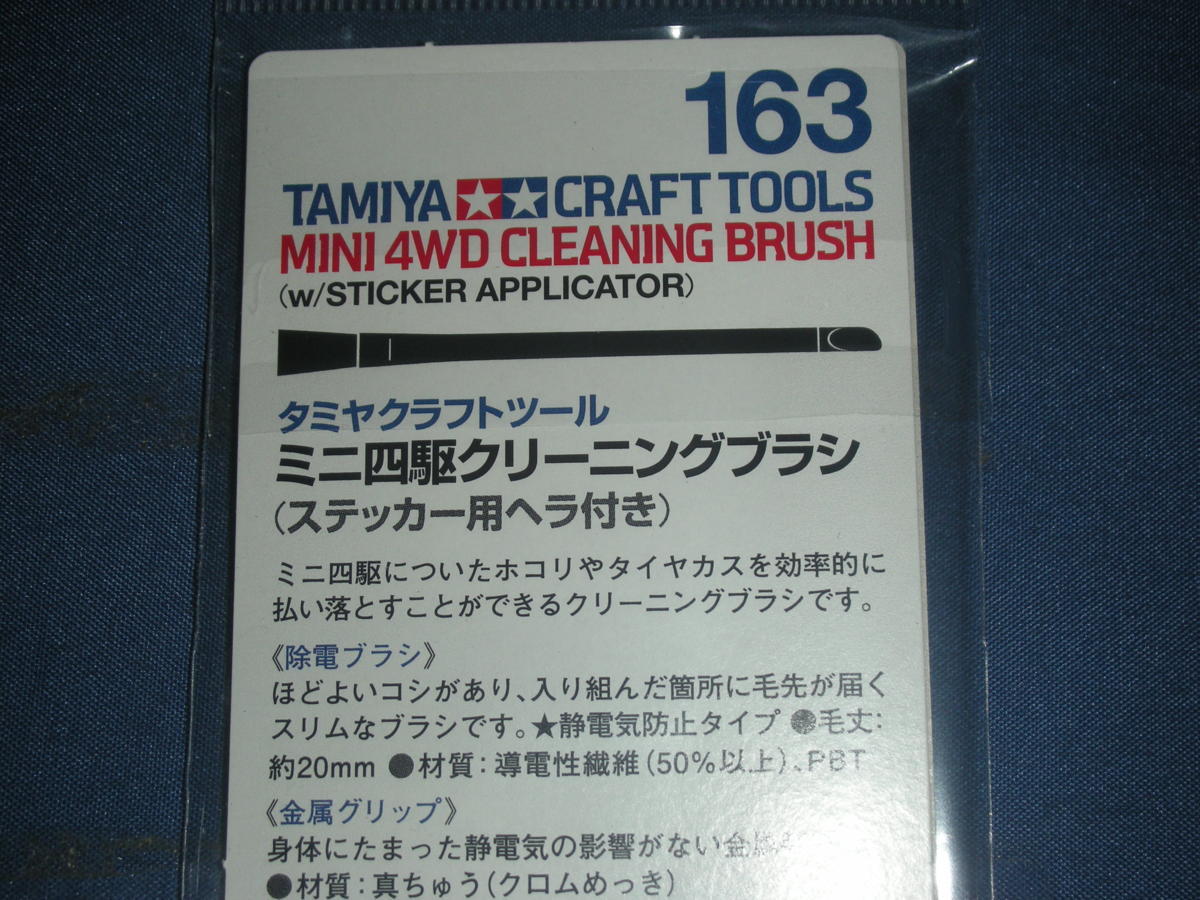 163
TAMIYA CRAFT TOOLS
MINI 4WD CLEANING BRUSH
(w/STICKER APPLICATOR)
タミヤクラフトツール
ミニ四駆クリーニングブラシ
(ステッカー用ヘラ付き)
ミニ四駆についたホコリやタイヤカスを効率的に
払い落とすことができるクリーニングブラシです。
《除電ブラシ》
ほどよいコシがあり、入り組んだ箇所に毛先が届く
スリムなブラシです。★静電気防止タイプ ●毛丈:
約20mm ●材質:導電性繊維(50%以上)、PBT
《金属グリップ》
身体にたまった静電気の影響がない金属
●材質:真ちゅう(クロムめっき)